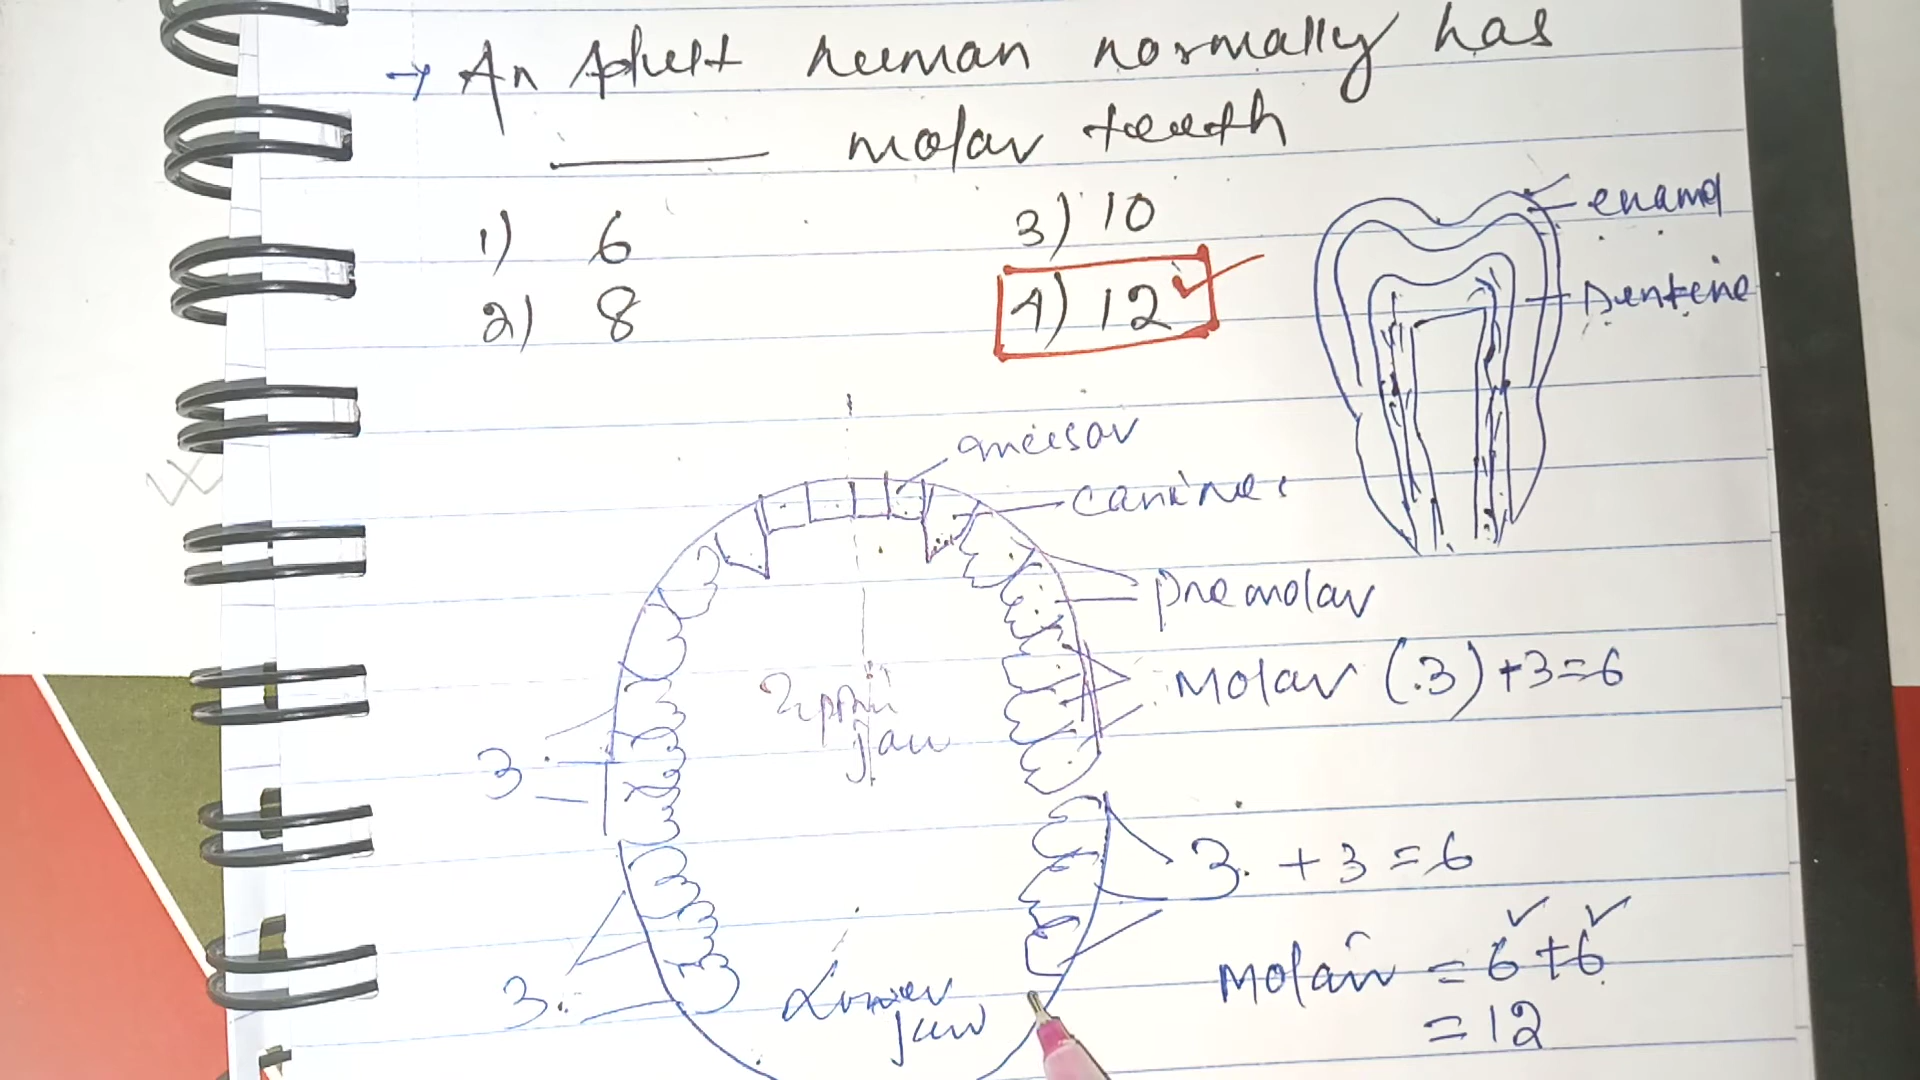 → An Adult human normally has
_______ molar teeth
1) 6
2) 8
3) 10
4) 12 ✓
enamel
Dentine
incisor
canine
premolar
Molar (.3) +3=6
3.
upper
jaw
3. + 3 = 6
3.
Lower
jaw
Molar = 6+6
= 12